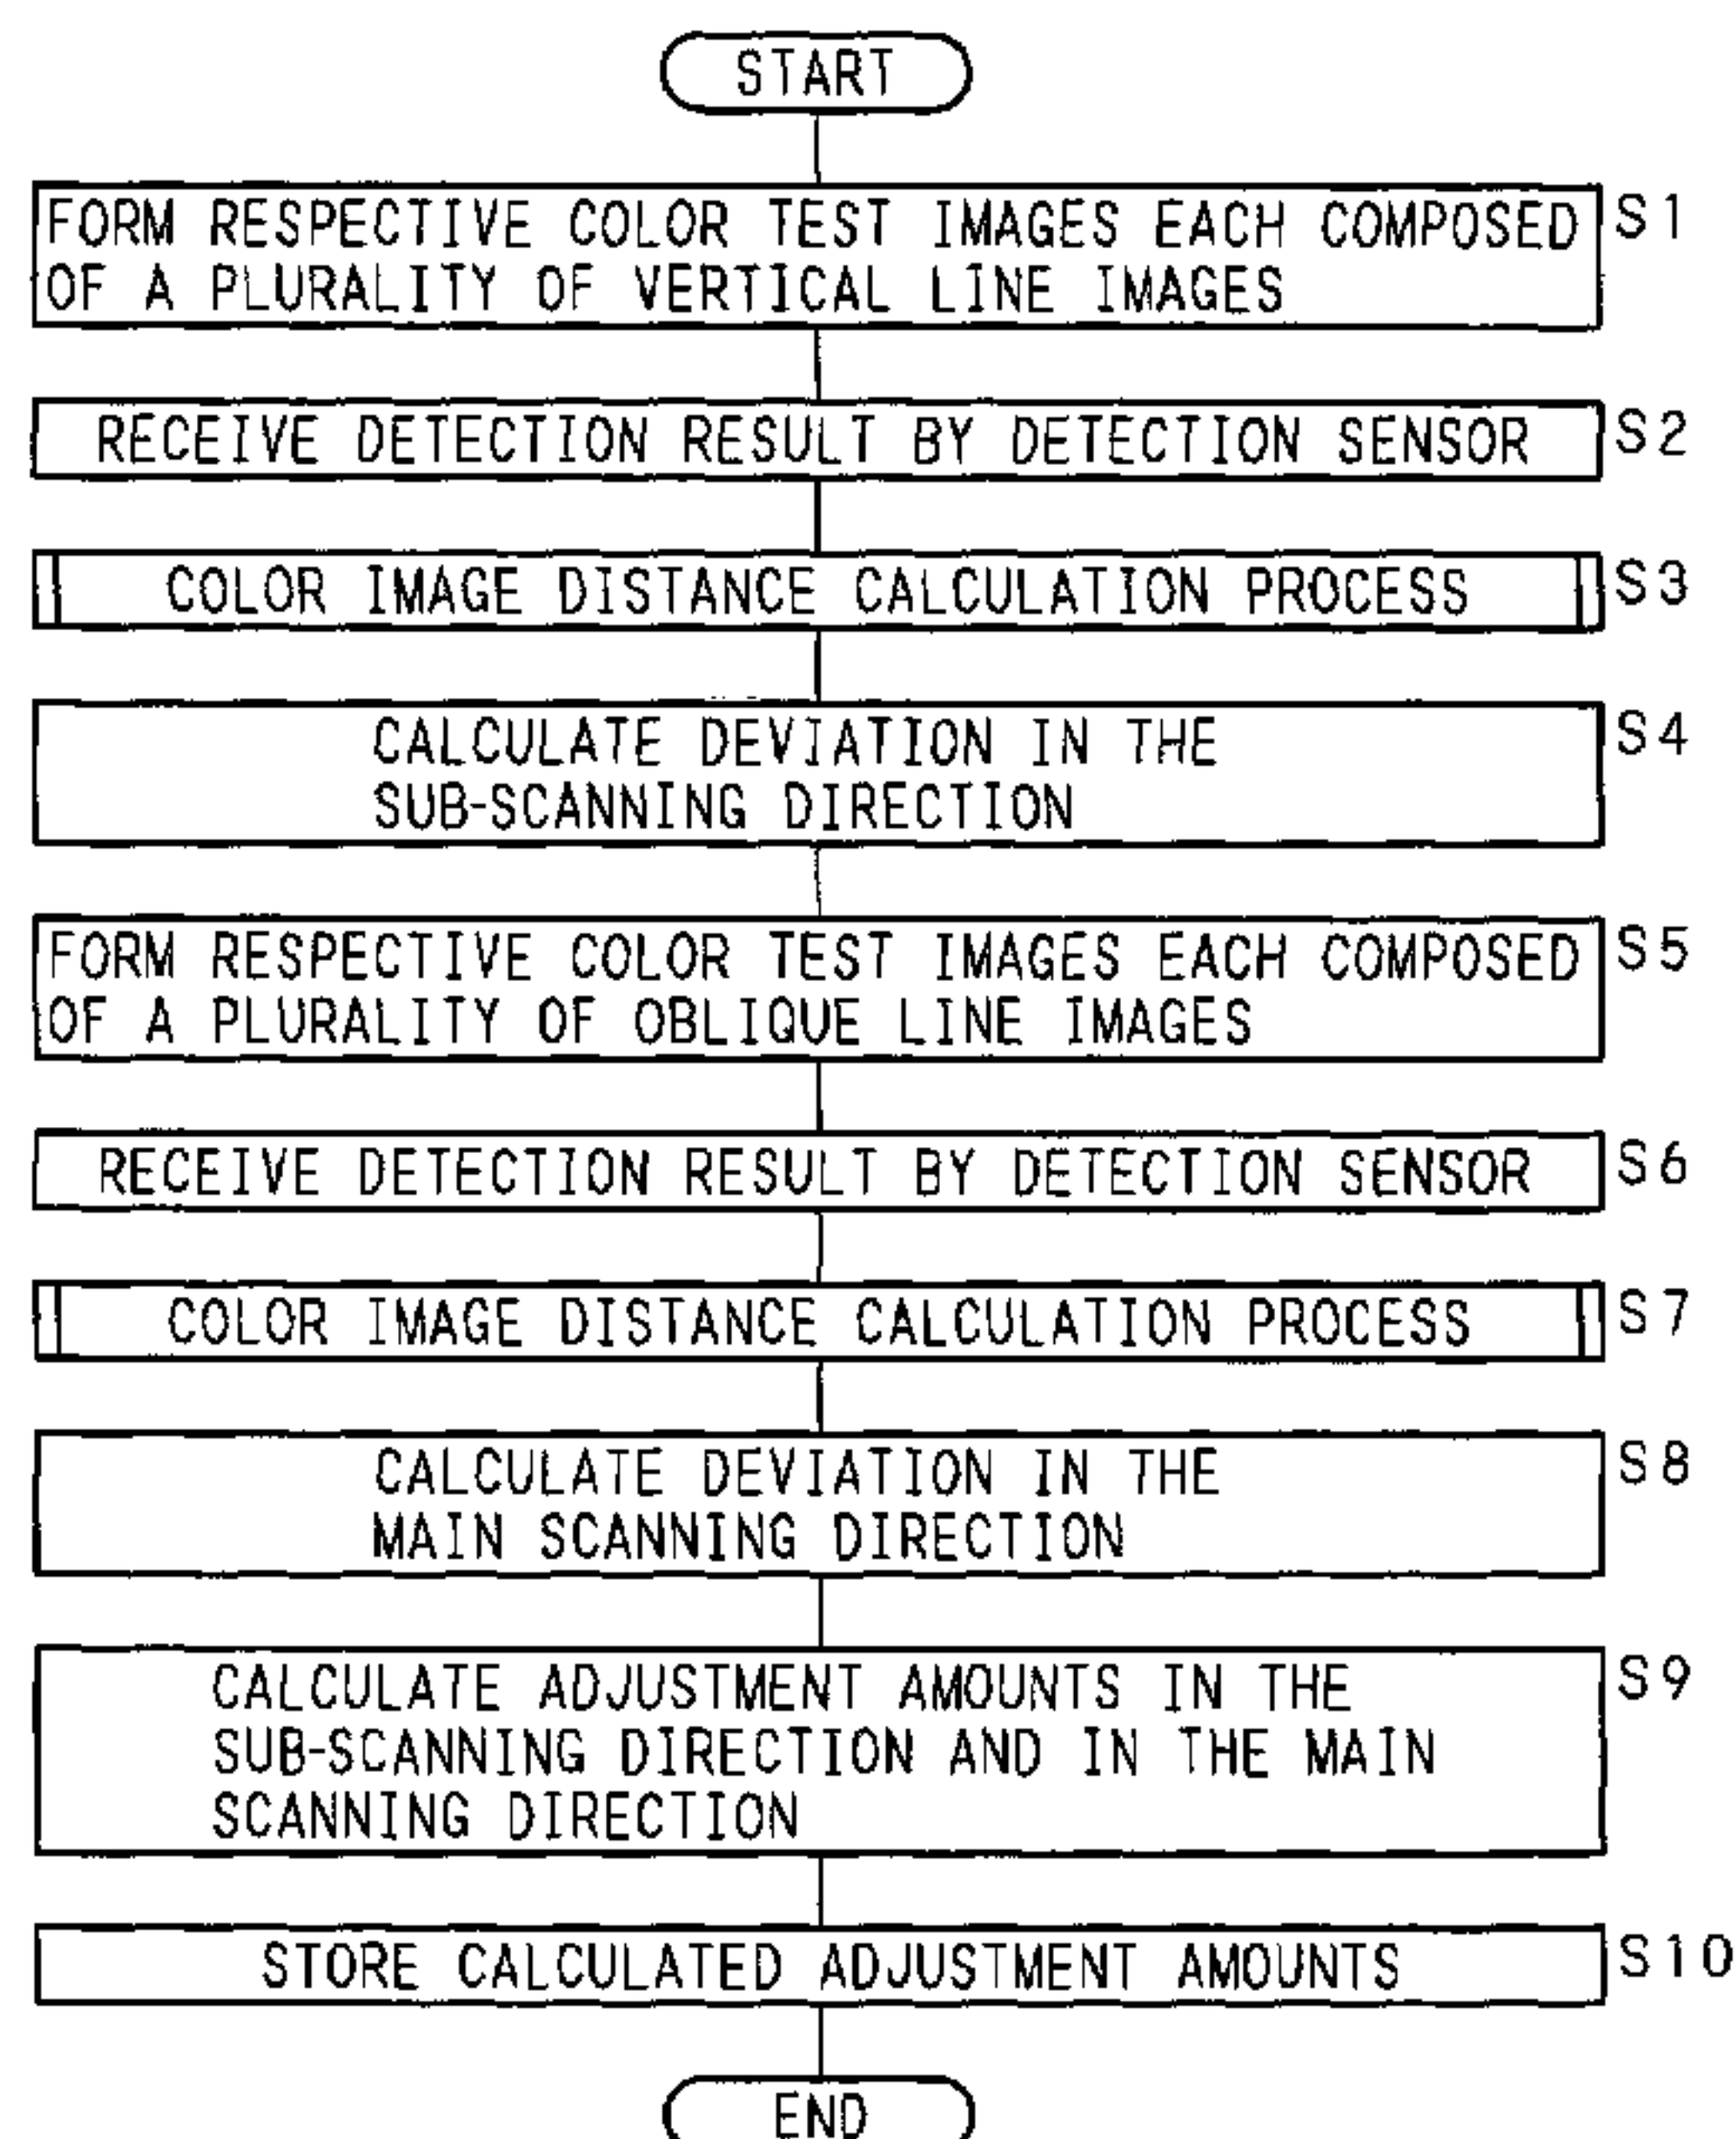 START
FORM RESPECTIVE COLOR TEST IMAGES EACH COMPOSED
OF A PLURALITY OF VERTICAL LINE IMAGES
S1
RECEIVE DETECTION RESULT BY DETECTION SENSOR
S2
COLOR IMAGE DISTANCE CALCULATION PROCESS
S3
CALCULATE DEVIATION IN THE
SUB-SCANNING DIRECTION
S4
FORM RESPECTIVE COLOR TEST IMAGES EACH COMPOSED
OF A PLURALITY OF OBLIQUE LINE IMAGES
S5
RECEIVE DETECTION RESULT BY DETECTION SENSOR
S6
COLOR IMAGE DISTANCE CALCULATION PROCESS
S7
CALCULATE DEVIATION IN THE
MAIN SCANNING DIRECTION
S8
CALCULATE ADJUSTMENT AMOUNTS IN THE
SUB-SCANNING DIRECTION AND IN THE MAIN
SCANNING DIRECTION
S9
STORE CALCULATED ADJUSTMENT AMOUNTS
S10
END